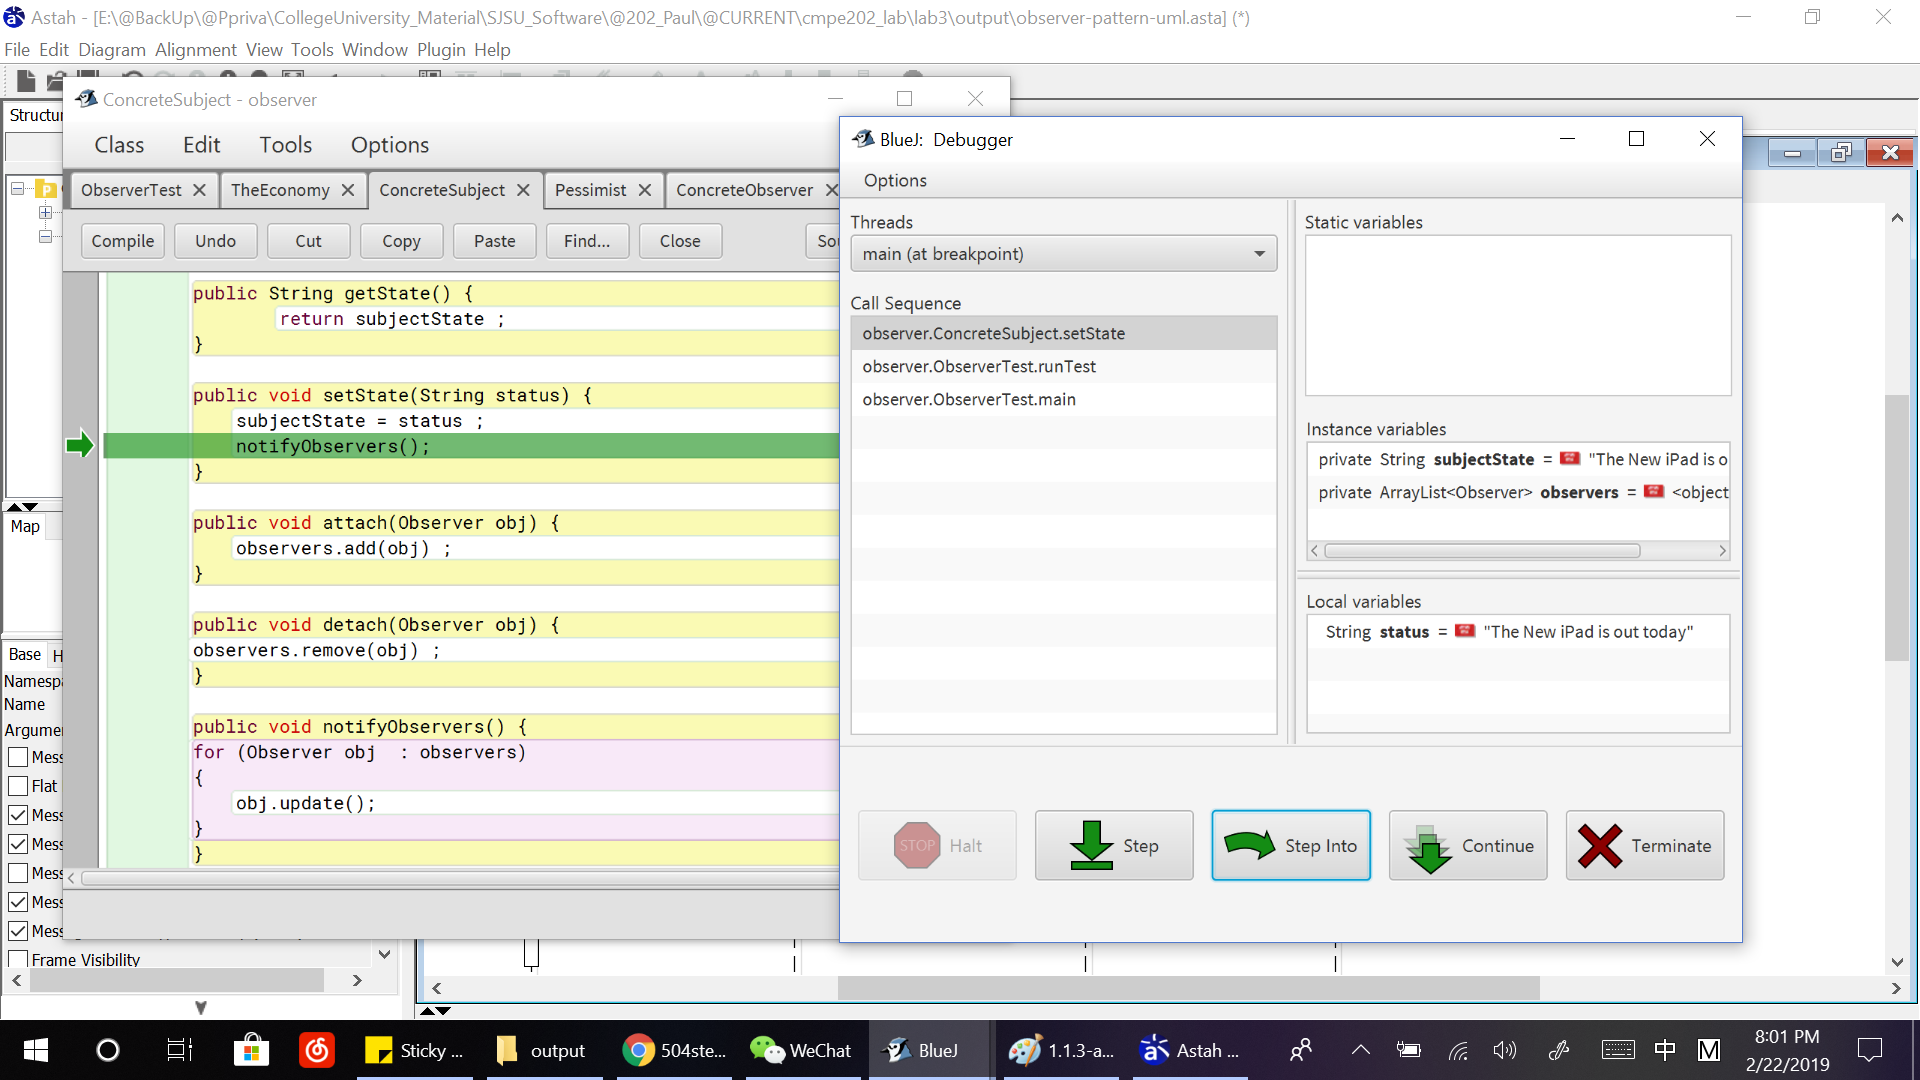 Astah - [E:\@BackUp\@Ppriva\CollegeUniversity_Material\SJSU_Software\@202_Paul\@CURRENT\cmpe202_lab\lab3\output\observer-pattern-uml.asta] (*)
File Edit Diagram Alignment View Tools Window Plugin Help
Structur
Map
Base H
Namesp
Name
Argumen
Mess
Flat
Mess
Mess
Mess
Mess
Mess
Frame Visibility
ConcreteSubject - observer
Class Edit Tools Options
ObserverTest TheEconomy ConcreteSubject Pessimist ConcreteObserver
Compile Undo Cut Copy Paste Find... Close Sou
public String getState() {
return subjectState ;
}
public void setState(String status) {
subjectState = status ;
notifyObservers();
}
public void attach(Observer obj) {
observers.add(obj) ;
}
public void detach(Observer obj) {
observers.remove(obj) ;
}
public void notifyObservers() {
for (Observer obj  : observers)
{
obj.update();
}
}
BlueJ: Debugger
Options
Threads
main (at breakpoint)
Call Sequence
observer.ConcreteSubject.setState
observer.ObserverTest.runTest
observer.ObserverTest.main
Static variables
Instance variables
private String subjectState = "The New iPad is o
private ArrayList<Observer> observers = <object
Local variables
String status = "The New iPad is out today"
STOP Halt Step Step Into Continue Terminate
Sticky ... output 504ste... WeChat BlueJ 1.1.3-a... Astah ... 中 M
8:01 PM
2/22/2019